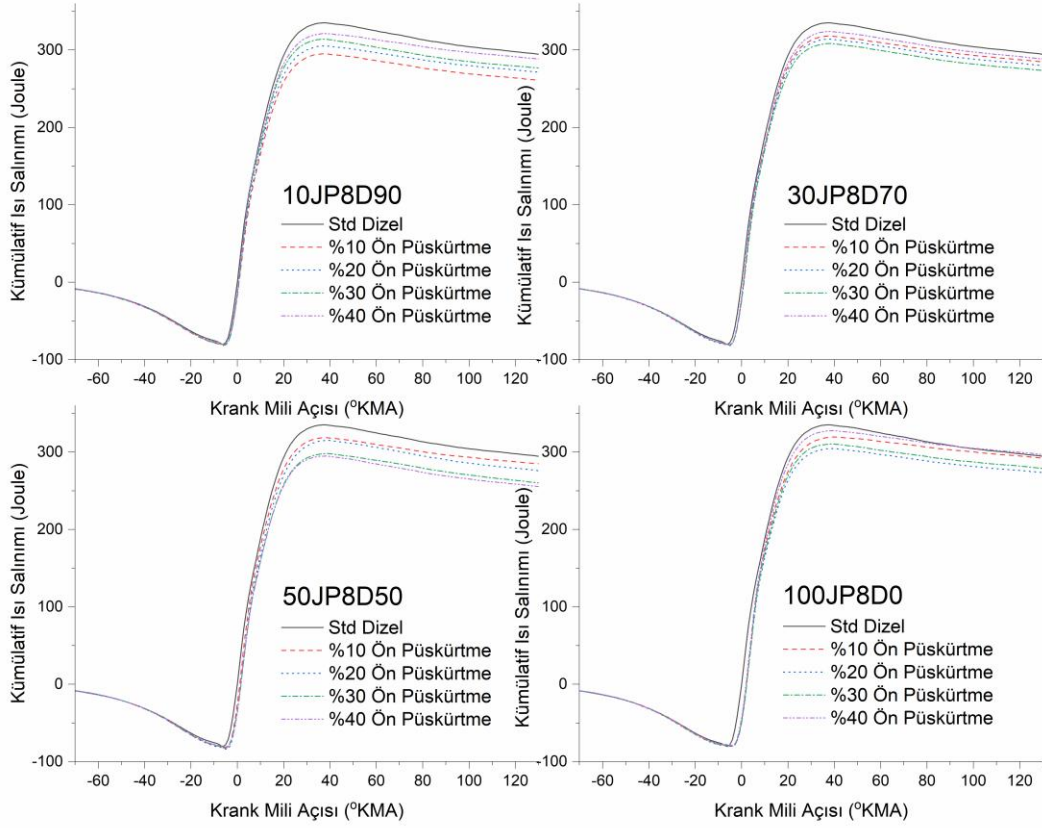 Kümülatif Isı Salınımı (Joule)
300
200
100
0
-100
10JP8D90
Std Dizel
%10 Ön Püskürtme
%20 Ön Püskürtme
%30 Ön Püskürtme
%40 Ön Püskürtme
-60 -40 -20 0 20 40 60 80 100 120
Krank Mili Açısı (ºKMA)
Kümülatif Isı Salınımı (Joule)
300
200
100
0
-100
30JP8D70
Std Dizel
%10 Ön Püskürtme
%20 Ön Püskürtme
%30 Ön Püskürtme
%40 Ön Püskürtme
-60 -40 -20 0 20 40 60 80 100 120
Krank Mili Açısı (ºKMA)
Kümülatif Isı Salınımı (Joule)
300
200
100
0
-100
50JP8D50
Std Dizel
%10 Ön Püskürtme
%20 Ön Püskürtme
%30 Ön Püskürtme
%40 Ön Püskürtme
-60 -40 -20 0 20 40 60 80 100 120
Krank Mili Açısı (ºKMA)
Kümülatif Isı Salınımı (Joule)
300
200
100
0
-100
100JP8D0
Std Dizel
%10 Ön Püskürtme
%20 Ön Püskürtme
%30 Ön Püskürtme
%40 Ön Püskürtme
-60 -40 -20 0 20 40 60 80 100 120
Krank Mili Açısı (ºKMA)